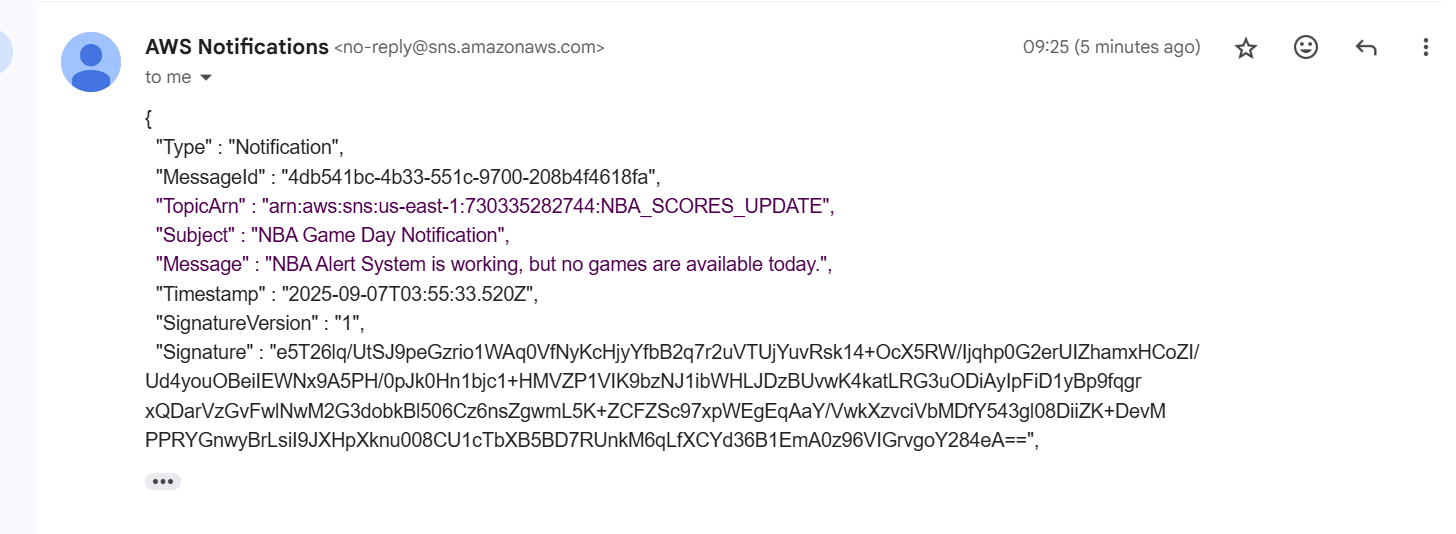 AWS Notifications <no-reply@sns.amazonaws.com> 09:25 (5 minutes ago)
to me
{
"Type" : "Notification",
"MessageId" : "4db541bc-4b33-551c-9700-208b4f4618fa",
"TopicArn" : "arn:aws:sns:us-east-1:730335282744:NBA_SCORES_UPDATE",
"Subject" : "NBA Game Day Notification",
"Message" : "NBA Alert System is working, but no games are available today.",
"Timestamp" : "2025-09-07T03:55:33.520Z",
"SignatureVersion" : "1",
"Signature" : "e5T26lq/UtSJ9peGzrio1WAq0VfNyKcHjyYfbB2q7r2uVTUjYuvRsk14+OcX5RW/Ijqhp0G2erUIZhamxHCoZI/
Ud4youOBeiIEWNx9A5PH/0pJk0Hn1bjc1+HMVZP1VIK9bzNJ1ibWHLJDzBUvwK4katLRG3uODiAyIpFiD1yBp9fqgr
xQDarVzGvFwlNwM2G3dobkBl506Cz6nsZgwmL5K+ZCFZSc97xpWEgEqAaY/VwkXzvciVbMDfY543gl08DiiZK+DevM
PPRYGnwyBrLsiI9JXHpXknu008CU1cTbXB5BD7RUnkM6qLfXCYd36B1EmA0z96VIGrvgoY284eA==",